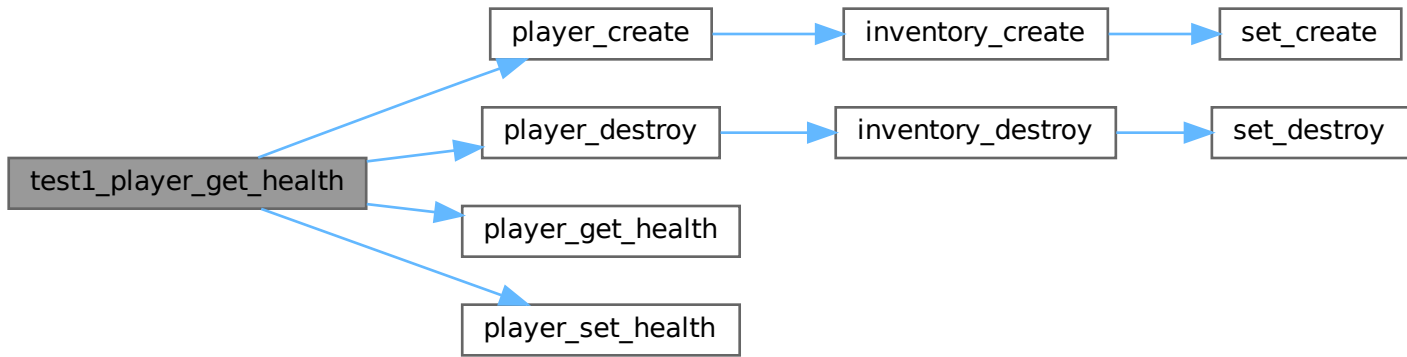 player_create
inventory_create
set_create
player_destroy
inventory_destroy
set_destroy
test1_player_get_health
player_get_health
player_set_health